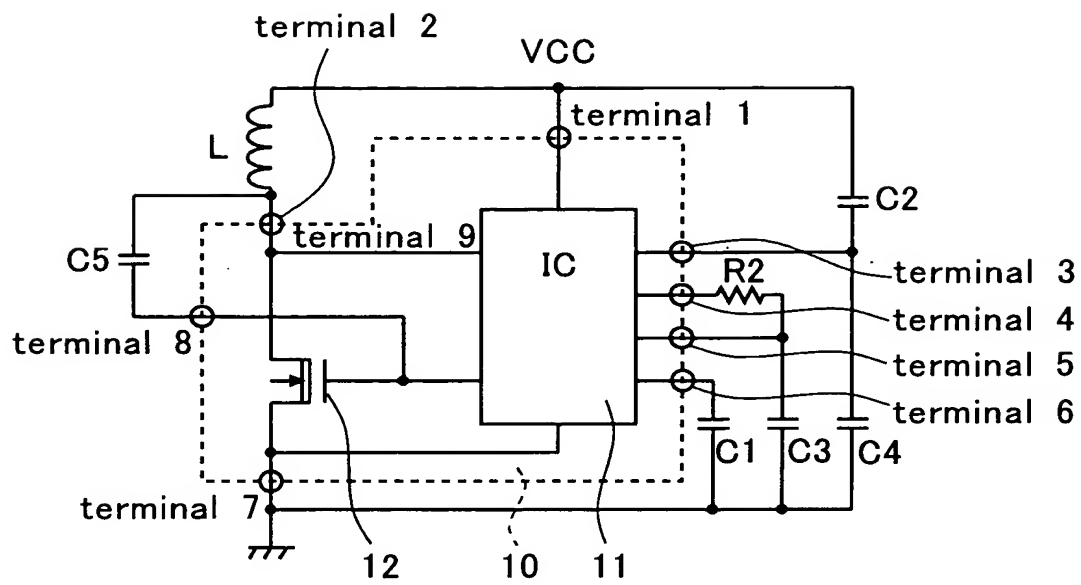 terminal 2
VCC
terminal 1
L
C2
terminal 9
IC
C5
terminal 3
R2
terminal 4
terminal 8
terminal 5
terminal 6
C1
C3
C4
terminal 7
12
10
11